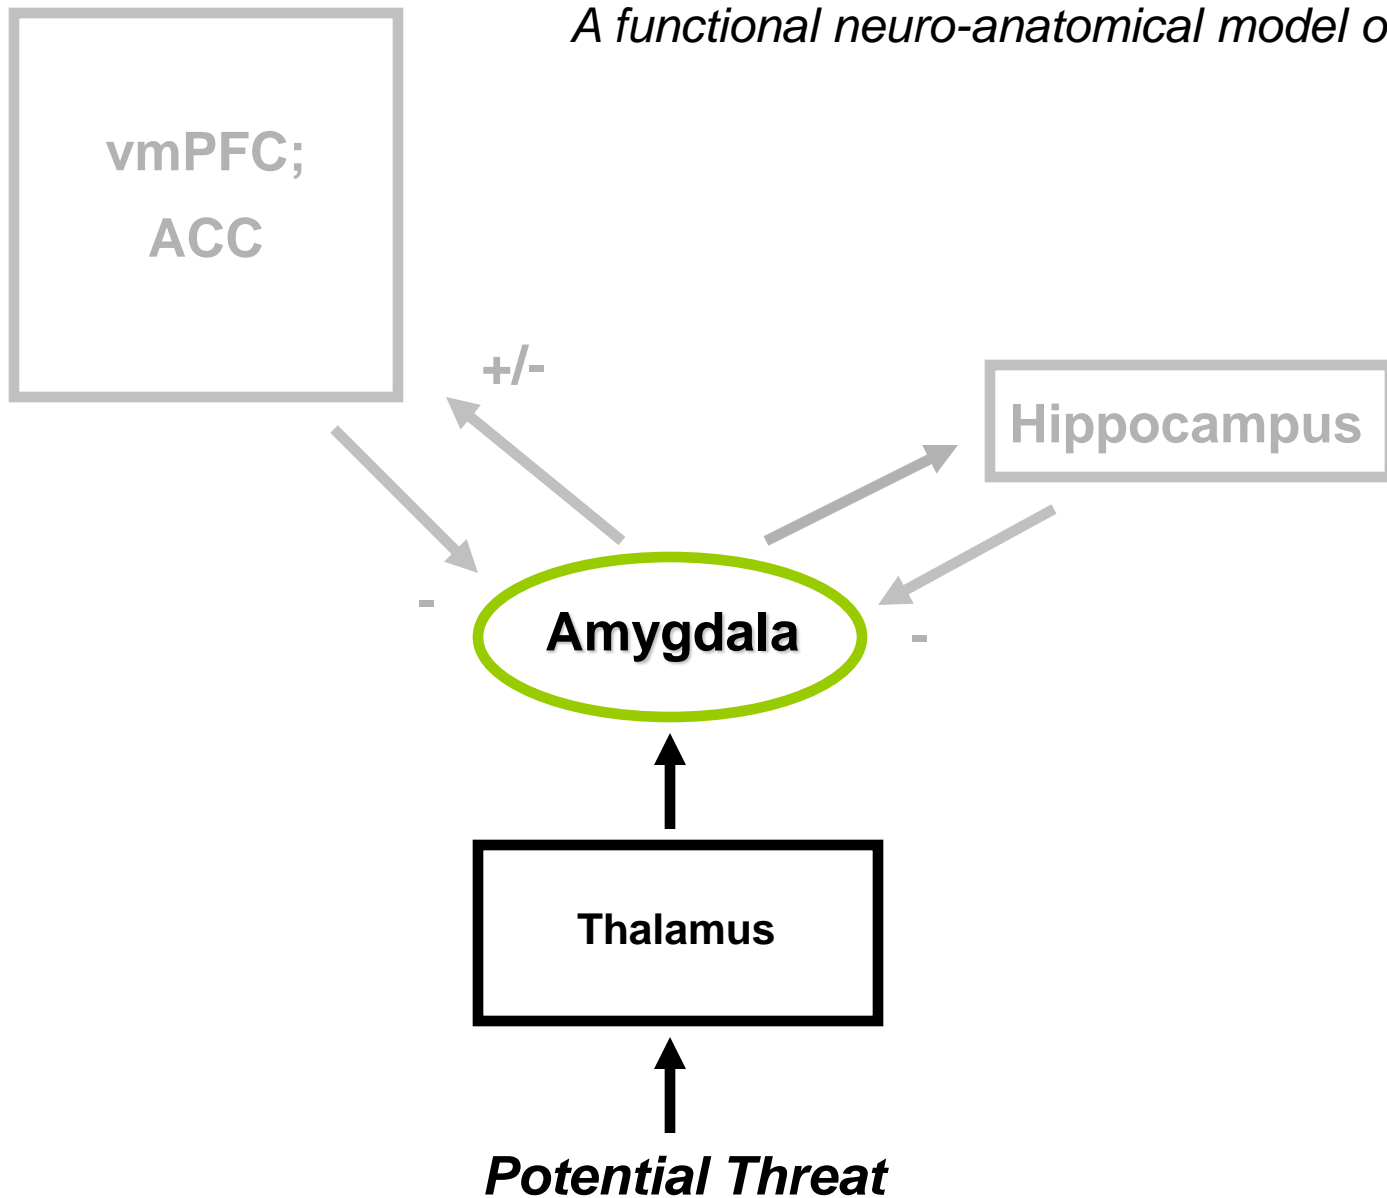 A functional neuro-anatomical model o
vmPFC;
ACC
+/-
Hippocampus
-
Amygdala
-
Thalamus
Potential Threat